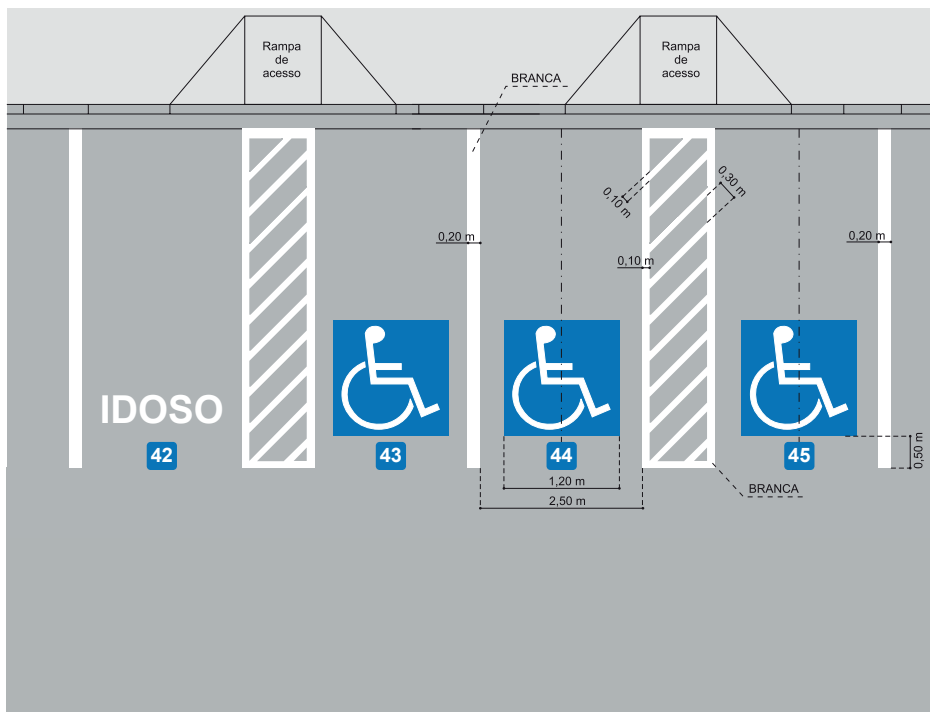 Rampa
de
acesso
Rampa
de
acesso
BRANCA
0,10 m
0,30 m
0,20 m
0,20 m
0,10 m
IDOSO
42
43
44
45
0,50 m
1,20 m
BRANCA
2,50 m